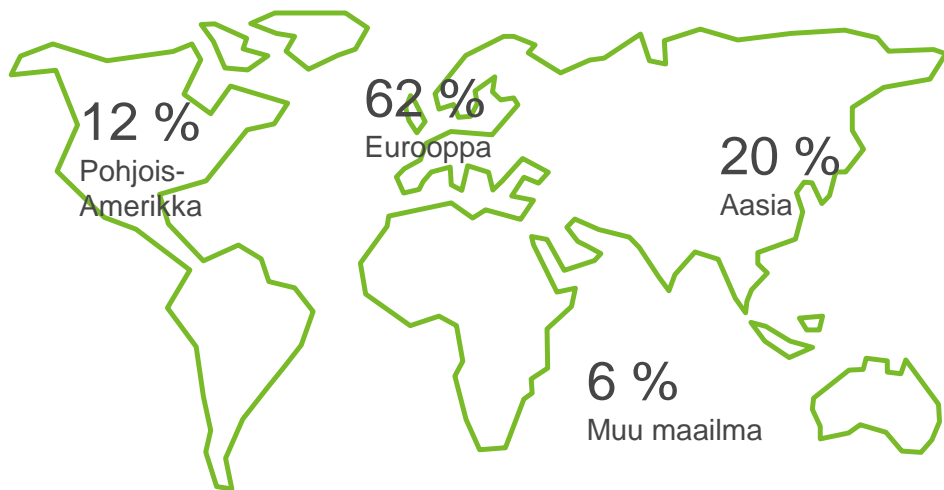 12 %
Pohjois-
Amerikka
62 %
Eurooppa
20 %
Aasia
6 %
Muu maailma